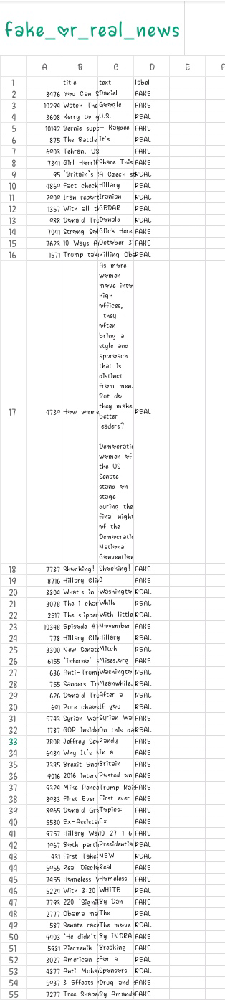 fake_or_real_news
A B C D E F
1 title text label
2 8476 You Can S Daniel FAKE
3 10294 Watch The Google FAKE
4 3608 Kerry to g U.S. REAL
5 10142 Bernie supp — Kaydee FAKE
6 875 The Battle It's REAL
7 6903 Tehran, US FAKE
8 7341 Girl Horrif Share This FAKE
9 95 'Britain's A Czech st REAL
10 4869 Fact check Hillary REAL
11 2909 Iran report Iranian REAL
12 1357 With all t CEDAR REAL
13 988 Donald Tru Donald REAL
14 7041 Strong So Click Here FAKE
15 7623 10 Ways A October 31 FAKE
16 1571 Trump tak Killing Ob REAL
As more
women
move into
high
offices,
they
often
bring a
style and
approach
that is
distinct
from men.
But do
they make
17 4739 How wome better REAL
leaders?
Democratic
women of
the US
Senate
stand on
stage
during the
final night
of the
Democratic
National
Convention
18 7737 Shocking! Shocking! FAKE
19 8716 Hillary Cli 0 FAKE
20 3304 What's in Washingto REAL
21 3078 The 1 char While REAL
22 2517 The slipper With little REAL
23 10348 Episode #1 November FAKE
24 778 Hillary Cli Hillary REAL
25 3300 New Senate Mitch REAL
26 6155 'Inferno' Mises.org FAKE
27 636 Anti-Trump Washingto REAL
28 755 Sanders Tr Meanwhile, REAL
29 626 Donald Tru After a REAL
30 691 Pure chaos If you REAL
31 5743 Syrian War Syrian War FAKE
32 1787 GOP inside On this da REAL
33 7808 Jeffrey Se Randy FAKE
34 6484 Why It's In a FAKE
35 7385 Brexit Enc Britain FAKE
36 9016 2016 interv Posted on FAKE
37 9324 Mike Pence Trump Rai FAKE
38 8983 First Ever First ever FAKE
39 8965 Donald Gr Topics: FAKE
40 5580 Ex-Assista Ex- FAKE
41 9757 Hillary Wa 10-27-1 6 FAKE
42 1967 Both parti Presidentia REAL
43 431 First Take: NEW REAL
44 5955 Real Disclo Real FAKE
45 7455 Homeless Homeless FAKE
46 5224 With 3:20 WHITE REAL
47 7793 220 'Signif By Dan FAKE
48 2777 Obama ma The REAL
49 587 Senate rac The move REAL
50 9403 'He didn't By INDRA FAKE
51 5931 Pieczenik 'Breaking FAKE
52 3027 American p For a REAL
53 4377 Anti-Muha Sponsors REAL
54 5937 3 Effects Drug and FAKE
55 7277 Tree Shape By Amanda FAKE